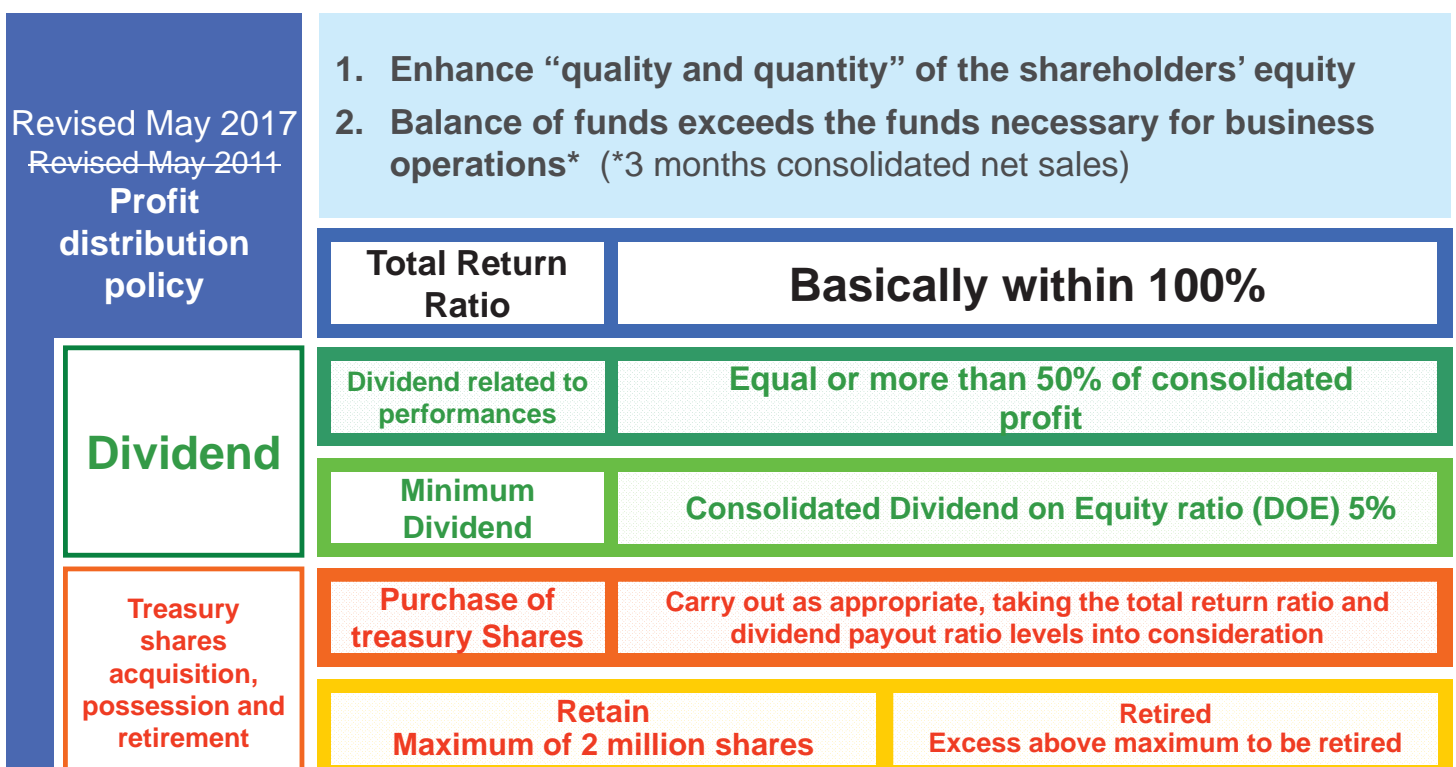 Revised May 2017
Revised May 2011
Profit
distribution
policy
1. Enhance “quality and quantity” of the shareholders’ equity
2. Balance of funds exceeds the funds necessary for business
operations* (*3 months consolidated net sales)
Total Return
Ratio
Basically within 100%
Dividend
Dividend related to
performances
Equal or more than 50% of consolidated
profit
Minimum
Dividend
Consolidated Dividend on Equity ratio (DOE) 5%
Treasury
shares
acquisition,
possession and
retirement
Purchase of
treasury Shares
Carry out as appropriate, taking the total return ratio and
dividend payout ratio levels into consideration
Retain
Maximum of 2 million shares
Retired
Excess above maximum to be retired